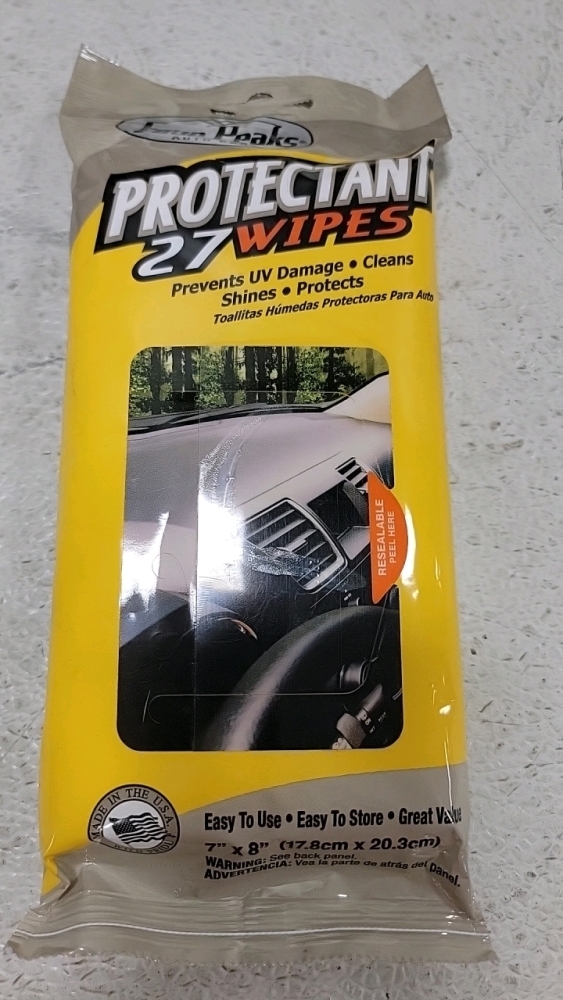 Peaks
AUTO
PROTECTANT
27 WIPES
Prevents UV Damage • Cleans
Shines • Protects
Toallitas Húmedas Protectoras Para Auto
RESEALABLE
PEEL HERE
MADE IN THE U.S.A.
Easy To Use • Easy To Store • Great Value
7" x 8" (17.8cm x 20.3cm)
WARNING: See back panel.
ADVERTENCIA: Vea la parte de atrás del Panel.